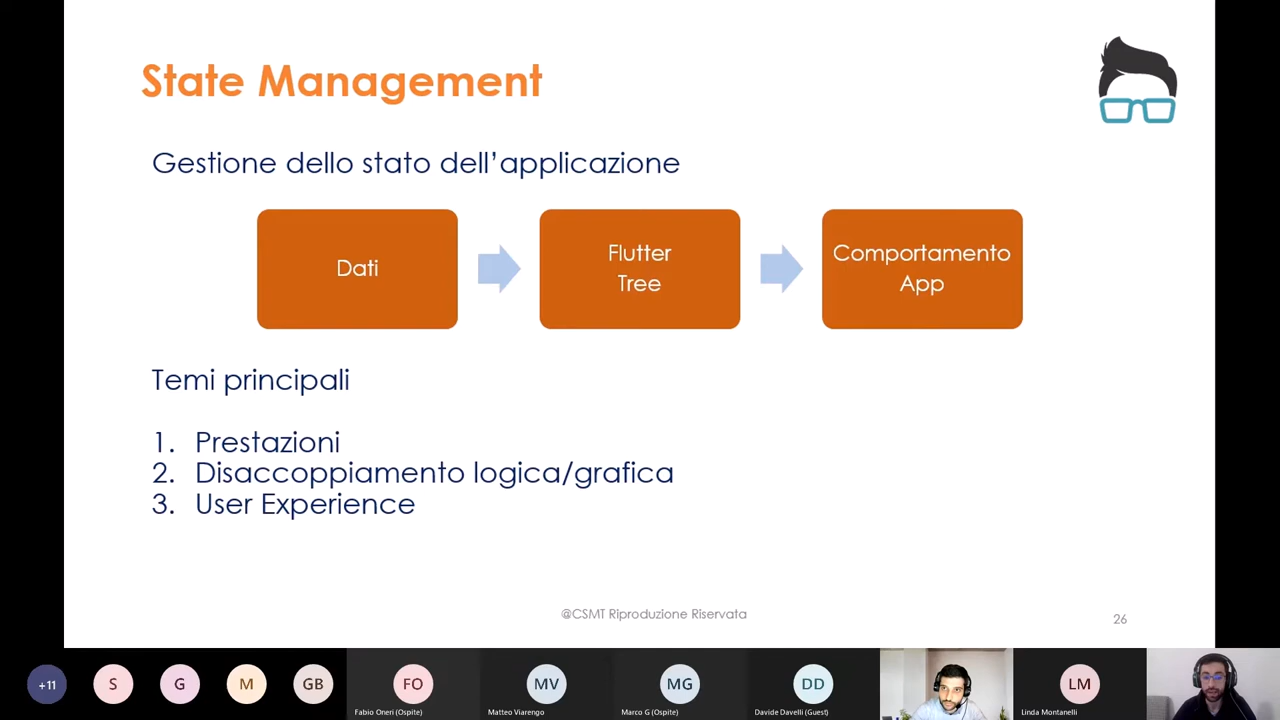 State Management
Gestione dello stato dell’applicazione
Dati
Flutter
Tree
Comportamento
App
Temi principali
1. Prestazioni
2. Disaccoppiamento logica/grafica
3. User Experience
@CSMT Riproduzione Riservata
26
+11
S
G
M
GB
FO
MV
MG
DD
LM
Fabio Oneri (Ospite)
Matteo Viarengo
Marco G (Ospite)
Davide Davelli (Guest)
Linda Montanelli